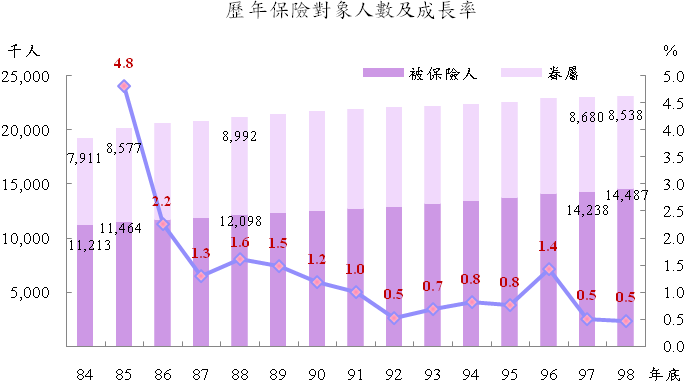 歷年保險對象人數及成長率
千人 %
被保險人 眷屬
25,000 20,000 15,000 10,000 5,000
5.0 4.5 4.0 3.5 3.0 2.5 2.0 1.5 1.0 0.5 0.0
4.8 2.2 1.3 1.6 1.5 1.2 1.0 0.5 0.7 0.8 0.8 1.4 0.5 0.5
7,911 8,577 8,992 8,680 8,538
11,213 11,464 12,098 14,238 14,487
84 85 86 87 88 89 90 91 92 93 94 95 96 97 98 年底